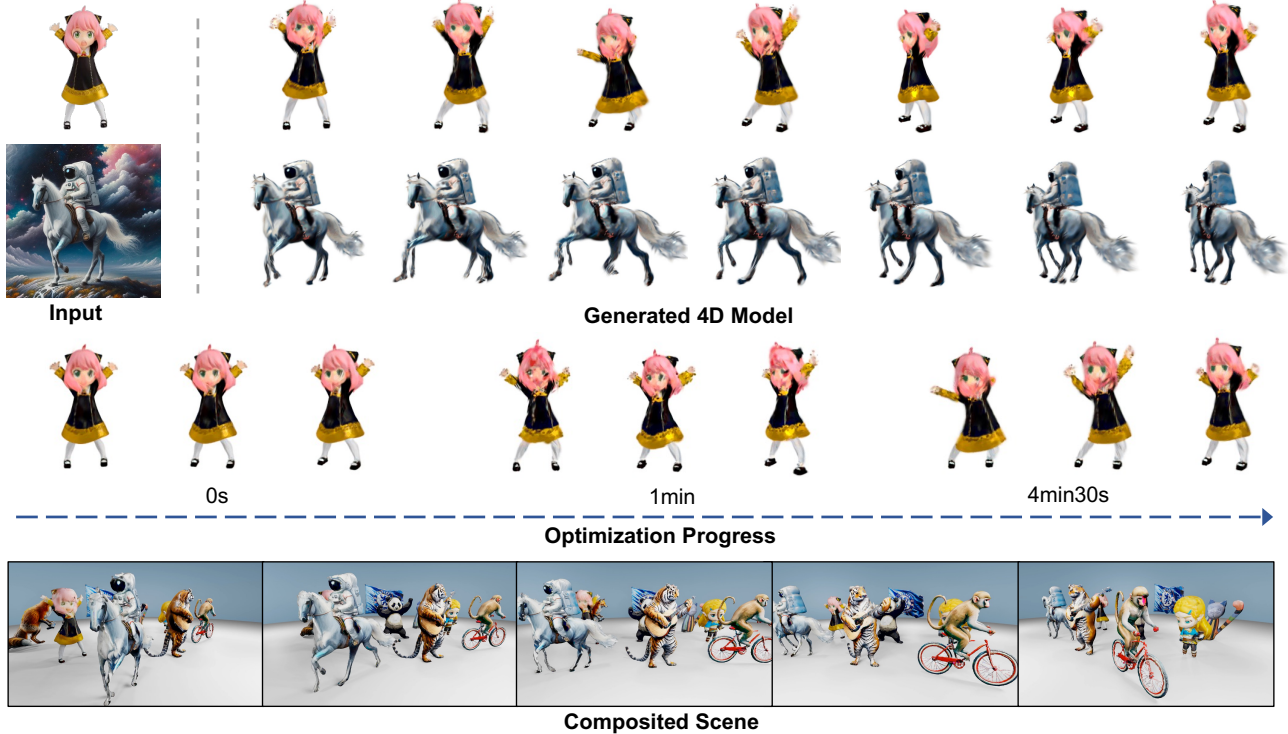 Input
Generated 4D Model
0s
1min
4min30s
Optimization Progress
Composited Scene